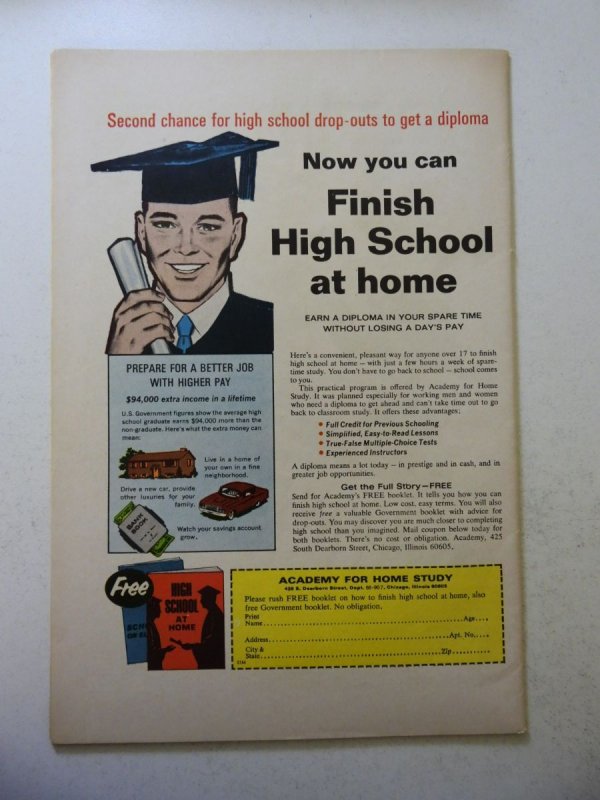 Second chance for high school drop-outs to get a diploma
Now you can
Finish
High School
at home
EARN A DIPLOMA IN YOUR SPARE TIME
WITHOUT LOSING A DAY'S PAY
PREPARE FOR A BETTER JOB
WITH HIGHER PAY
$94,000 extra income in a lifetime
U.S. Government figures show the average high
school graduate earns $94,000 more than the
non-graduate. Here's what the extra money can
mean:
Live in a home of
your own in a fine
neighborhood.
Drive a new car, provide
other luxuries for your
family.
BANK
BOOK
Watch your savings account
grow.
Here's a convenient, pleasant way for anyone over 17 to finish
high school at home – with just a few hours a week of spare-
time study. You don't have to go back to school – school comes
to you.
This practical program is offered by Academy for Home
Study. It was planned especially for working men and women
who need a diploma to get ahead and can't take time out to go
back to classroom study. It offers these advantages:
• Full Credit for Previous Schooling
• Simplified, Easy-to-Read Lessons
• True-False Multiple-Choice Tests
• Experienced Instructors
A diploma means a lot today – in prestige and in cash, and in
greater job opportunities.
Get the Full Story–FREE
Send for Academy's FREE booklet. It tells you how you can
finish high school at home. Low cost, easy terms. You will also
receive free a valuable Government booklet with advice for
drop-outs. You may discover you are much closer to completing
high school than you imagined. Mail coupon below today for
both booklets. There's no cost or obligation. Academy, 425
South Dearborn Street, Chicago, Illinois 60605.
Free
HIGH
SCHOOL
AT
HOME
ACADEMY FOR HOME STUDY
Dearborn Street, Dept. Chicago, Illinois 60605
Please rush FREE booklet on how to finish high school at home, also
free Government booklet. No obligation.
Print
Name Age
Address Apt. No.
City &
State Zip